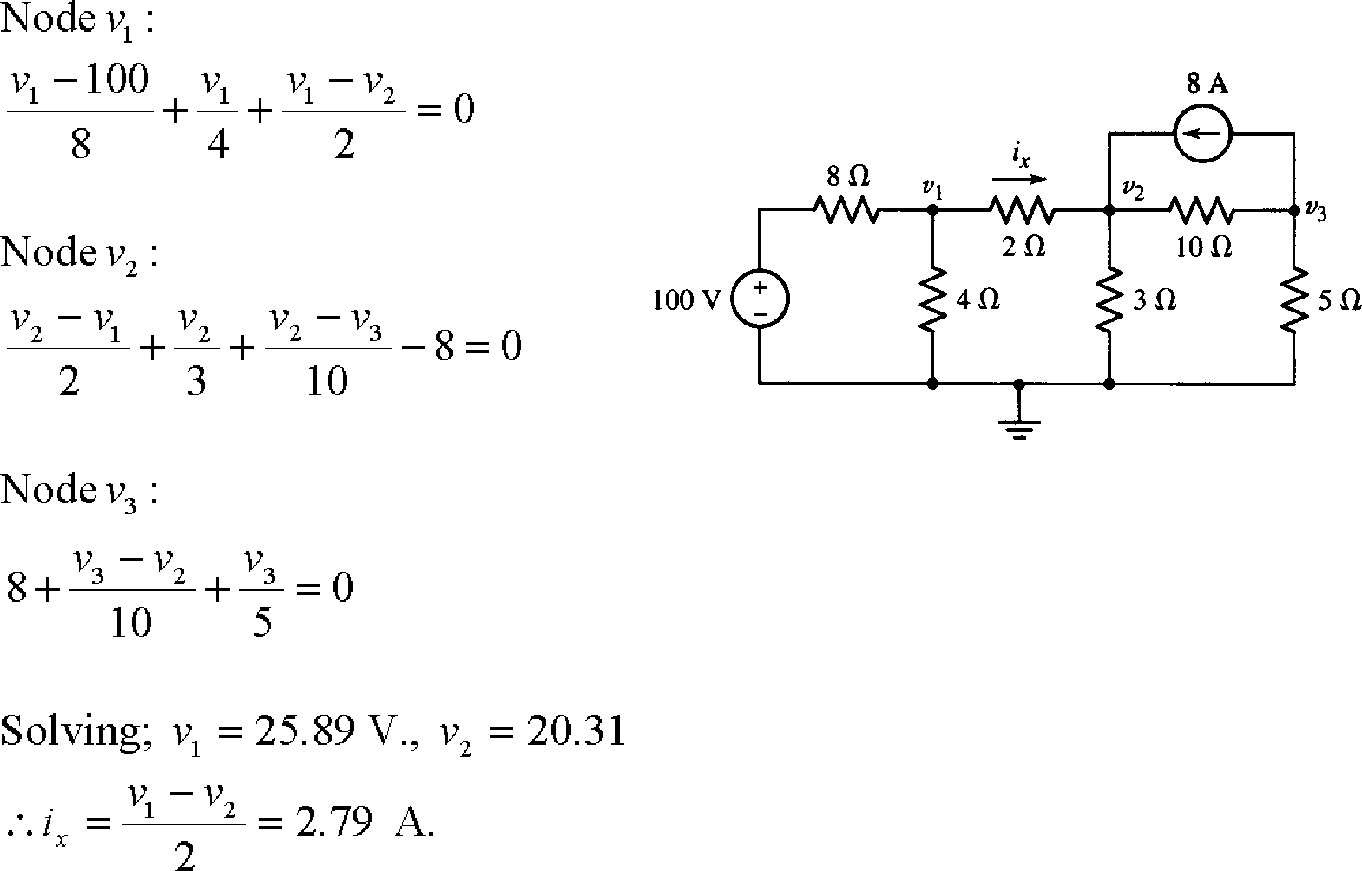 Node v₁ :
(v₁ − 100)/8 + v₁/4 + (v₁ − v₂)/2 = 0
Node v₂ :
(v₂ − v₁)/2 + v₂/3 + (v₂ − v₃)/10 − 8 = 0
Node v₃ :
8 + (v₃ − v₂)/10 + v₃/5 = 0
Solving; v₁ = 25.89 V., v₂ = 20.31
∴ iₓ = (v₁ − v₂)/2 = 2.79 A.
8 A
iₓ
8 Ω v₁ v₂ v₃
2 Ω 10 Ω
100 V + − 4 Ω 3 Ω 5 Ω